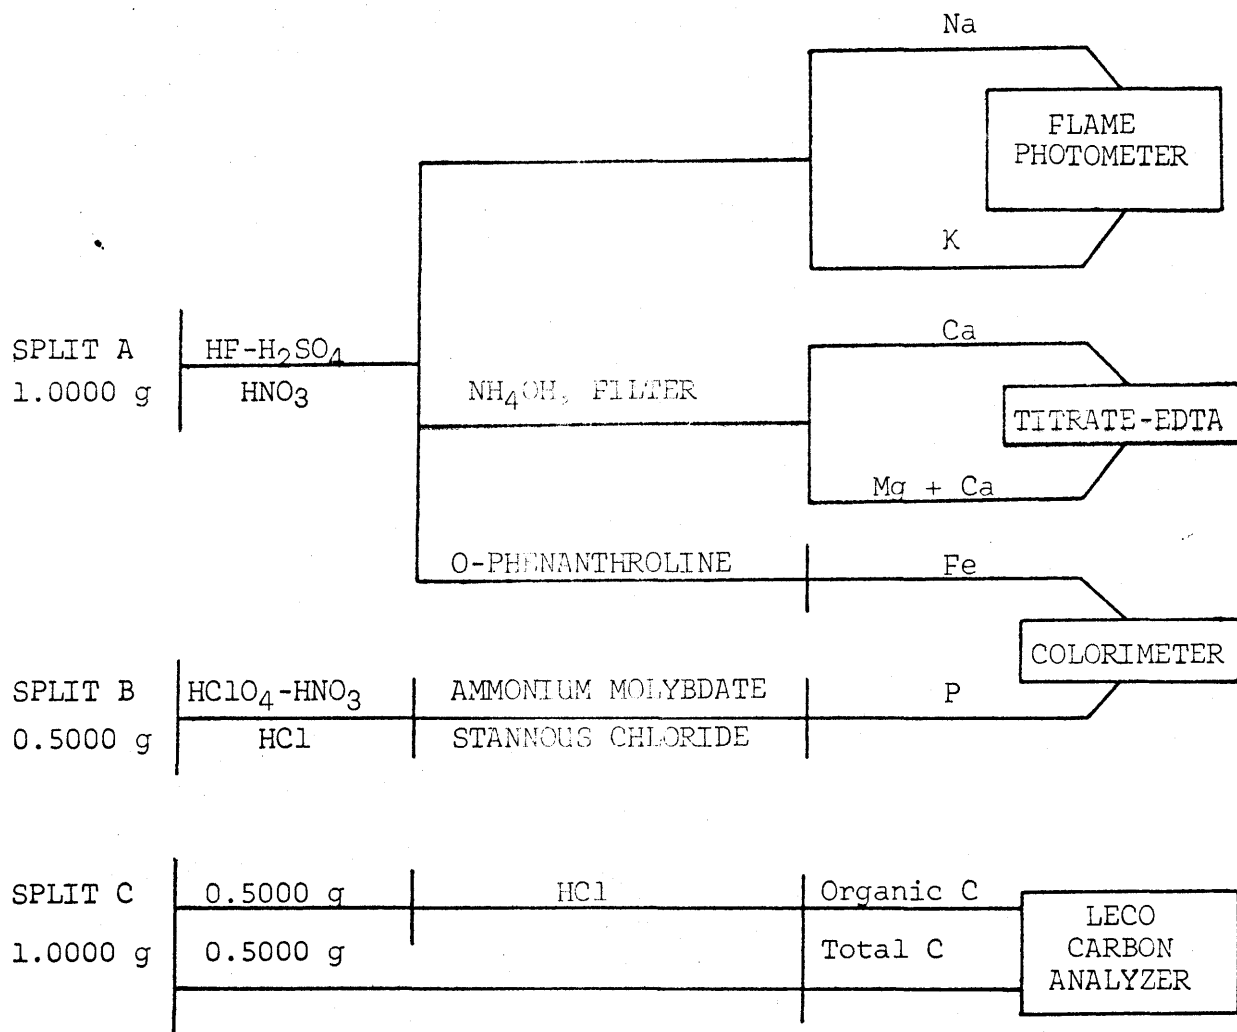 Na
FLAME
PHOTOMETER
K
SPLIT A
1.0000 g
HF-H₂SO₄
HNO₃
NH₄OH, FILTER
Ca
TITRATE-EDTA
Mg + Ca
O-PHENANTHROLINE
Fe
COLORIMETER
SPLIT B
0.5000 g
HClO₄-HNO₃
HCl
AMMONIUM MOLYBDATE
STANNOUS CHLORIDE
P
SPLIT C
1.0000 g
0.5000 g
HCl
Organic C
0.5000 g
Total C
LECO
CARBON
ANALYZER